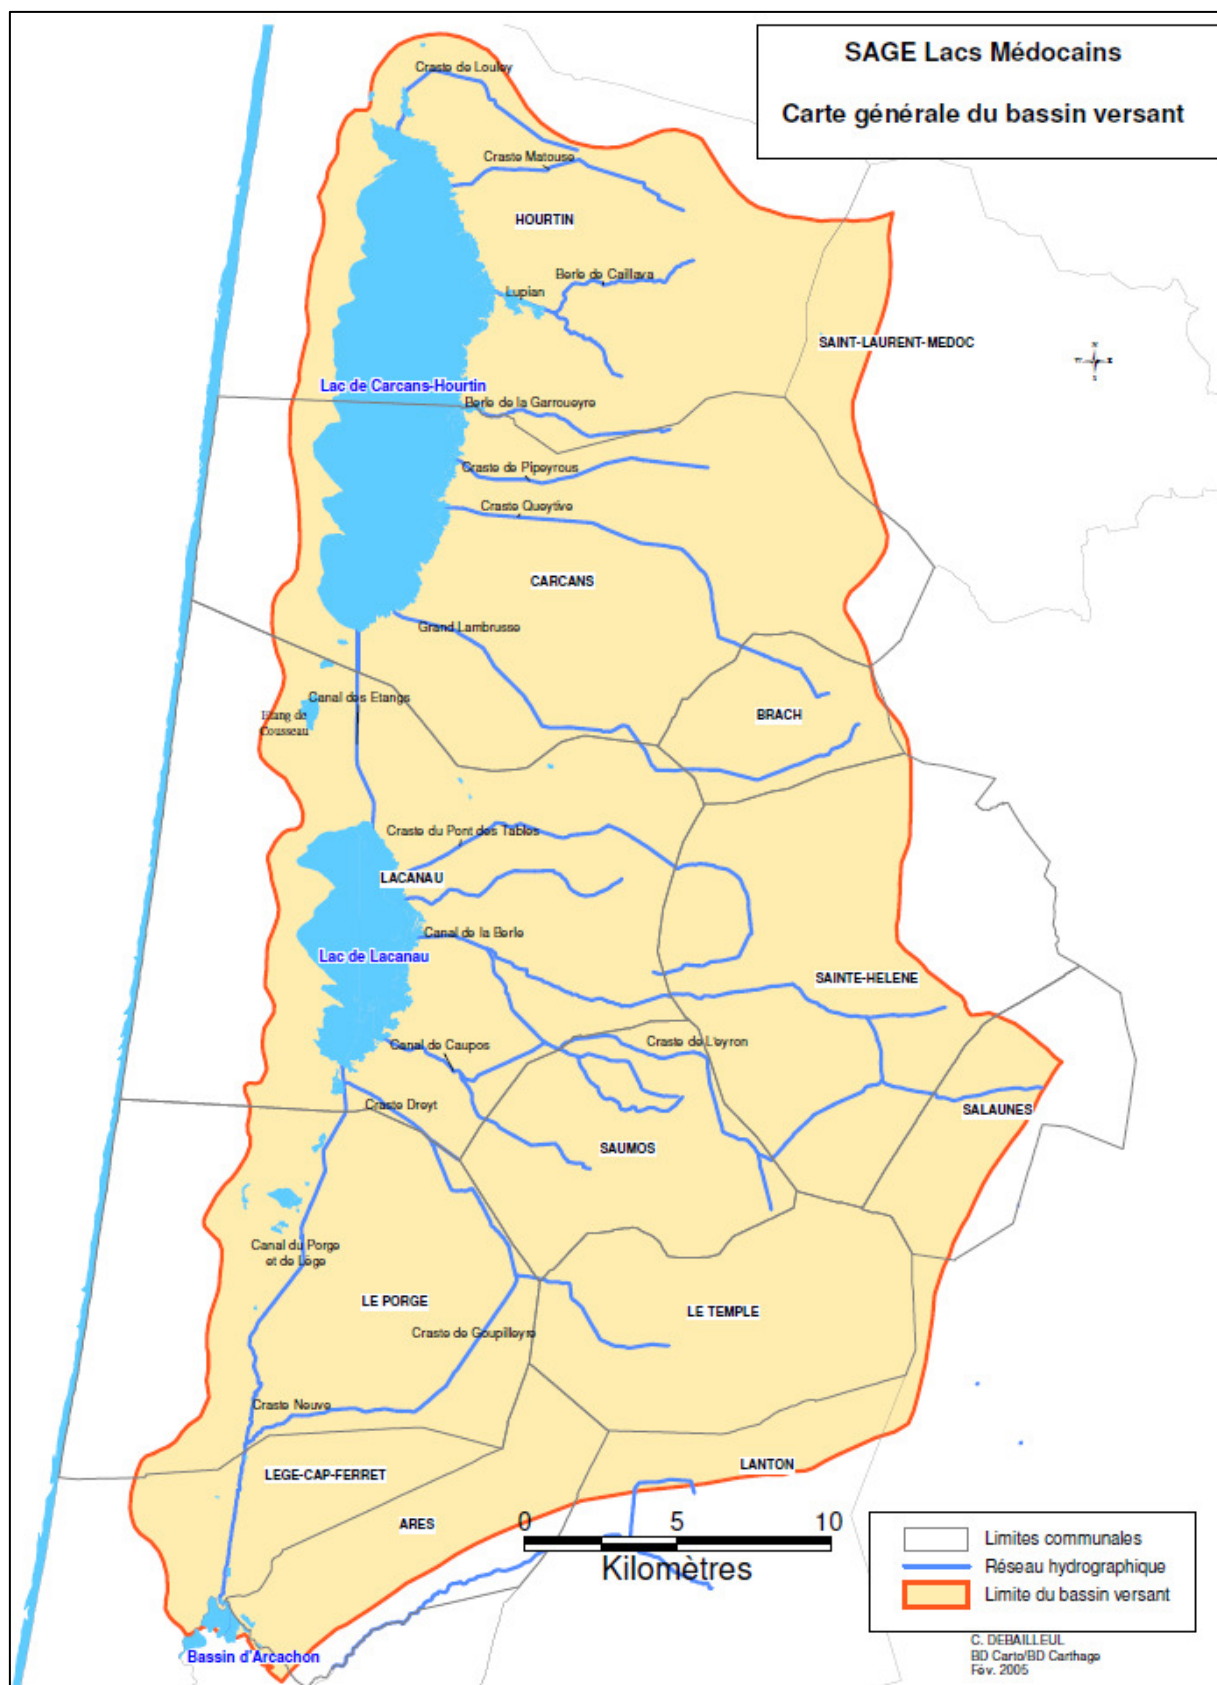 SAGE Lacs Médocains
Carte générale du bassin versant
Craste de Louley
Craste Matouse
HOURTIN
Berle de Caillava
Lupian
SAINT-LAURENT-MEDOC
N
W E
S
Lac de Carcans-Hourtin
Berle de la Garroueyre
Craste de Pipeyrous
Craste Queytive
CARCANS
Grand Lambrusse
Canal des Etangs
Etang de
Cousseau
BRACH
Craste du Pont des Tables
LACANAU
Canal de la Berle
Lac de Lacanau
SAINTE-HELENE
Canal de Caupos
Craste de L'eyron
Craste Dreyt
SALAUNES
SAUMOS
Canal du Porge
et de Lège
LE PORGE
LE TEMPLE
Craste de Goupilleyre
Craste Neuve
LEGE-CAP-FERRET
LANTON
ARES
0 5 10
Kilomètres
Limites communales
Réseau hydrographique
Limite du bassin versant
Bassin d'Arcachon
C. DEBAILLEUL
BD Carto/BD Carthage
Fév. 2005